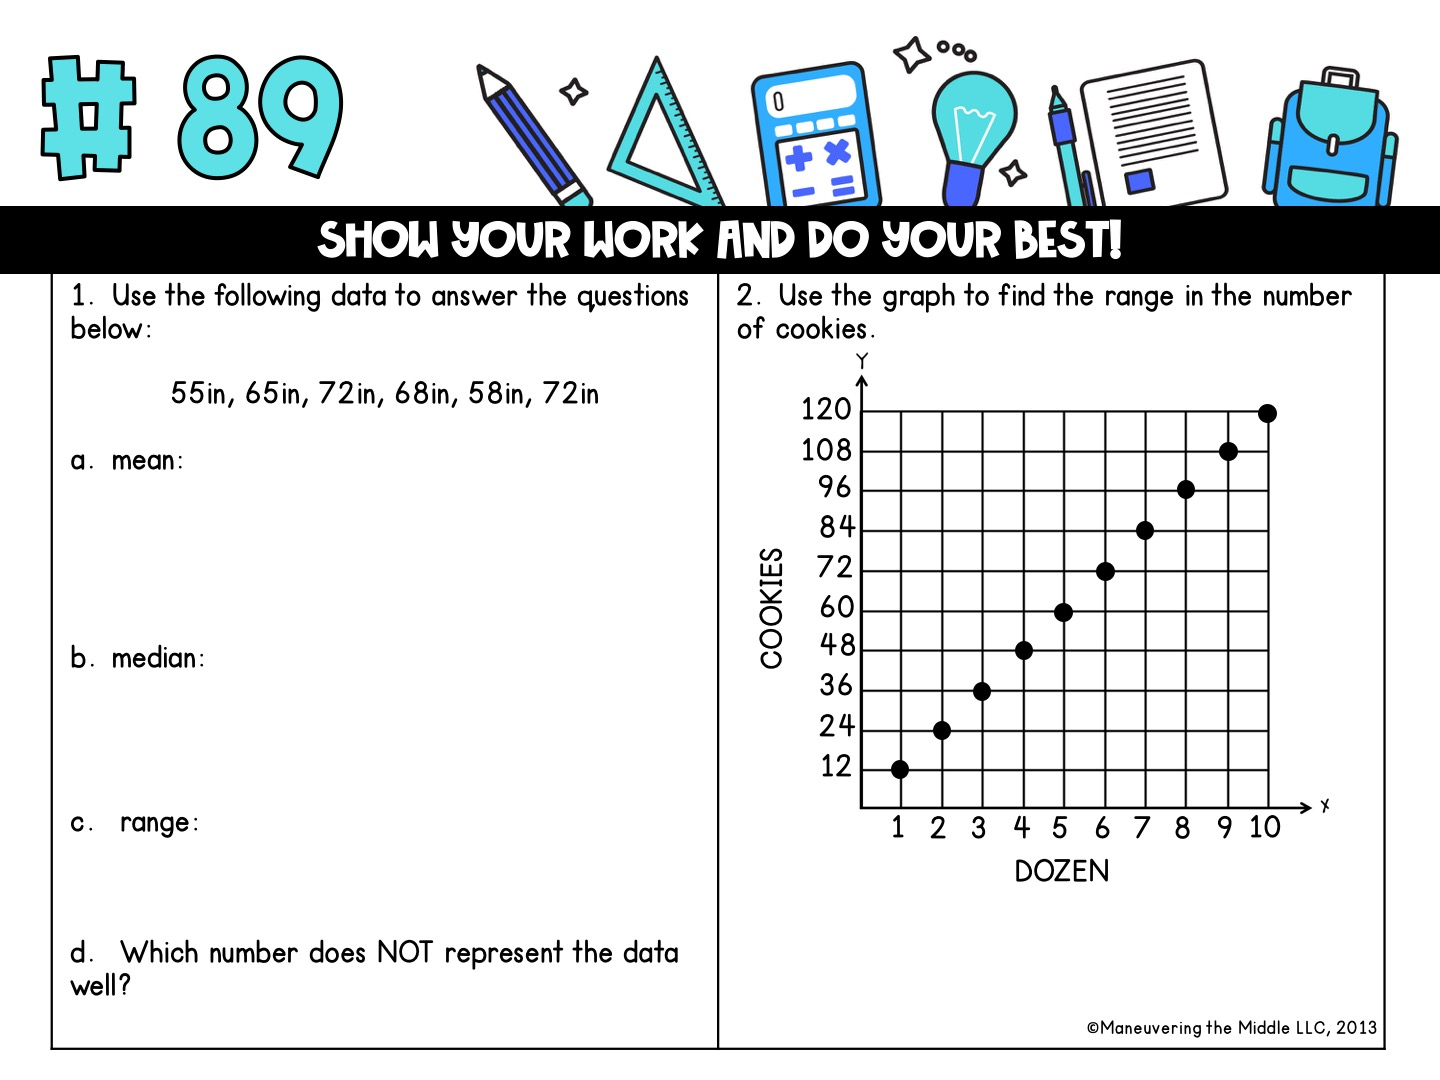 # 89
0
SHOW YOUR WORK AND DO YOUR BEST!
1. Use the following data to answer the questions
below:
55in, 65in, 72in, 68in, 58in, 72in
a. mean:
b. median:
c. range:
d. Which number does NOT represent the data
well?
2. Use the graph to find the range in the number
of cookies.
Y
120
108
96
84
72
60
48
36
24
12
COOKIES
X
1 2 3 4 5 6 7 8 9 10
DOZEN
©Maneuvering the Middle LLC, 2013